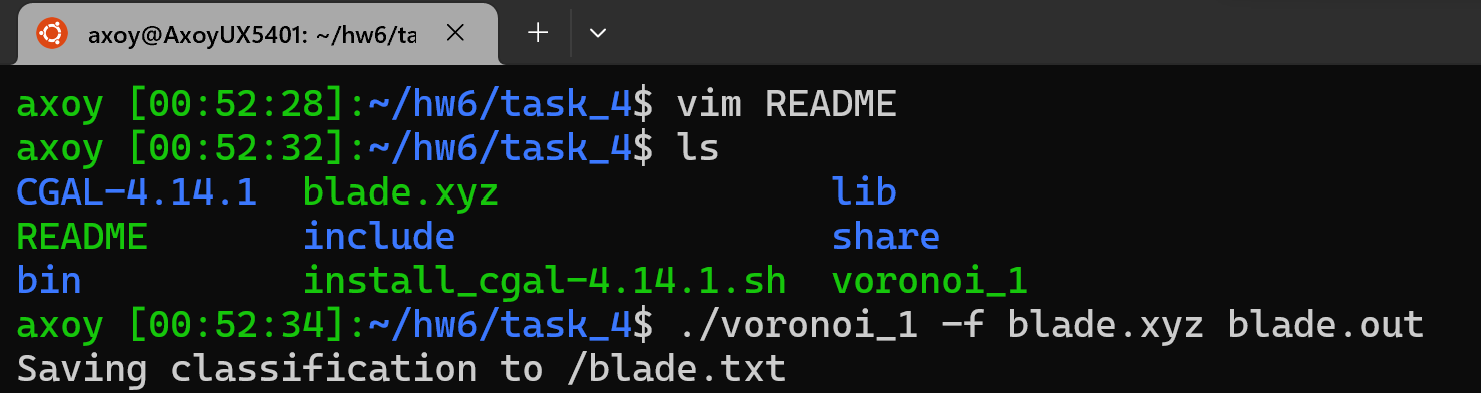 axoy@AxoyUX5401: ~/hw6/ta
axoy [00:52:28]:~/hw6/task_4$ vim README
axoy [00:52:32]:~/hw6/task_4$ ls
CGAL-4.14.1  blade.xyz                lib
README       include                  share
bin          install_cgal-4.14.1.sh  voronoi_1
axoy [00:52:34]:~/hw6/task_4$ ./voronoi_1 -f blade.xyz blade.out
Saving classification to /blade.txt